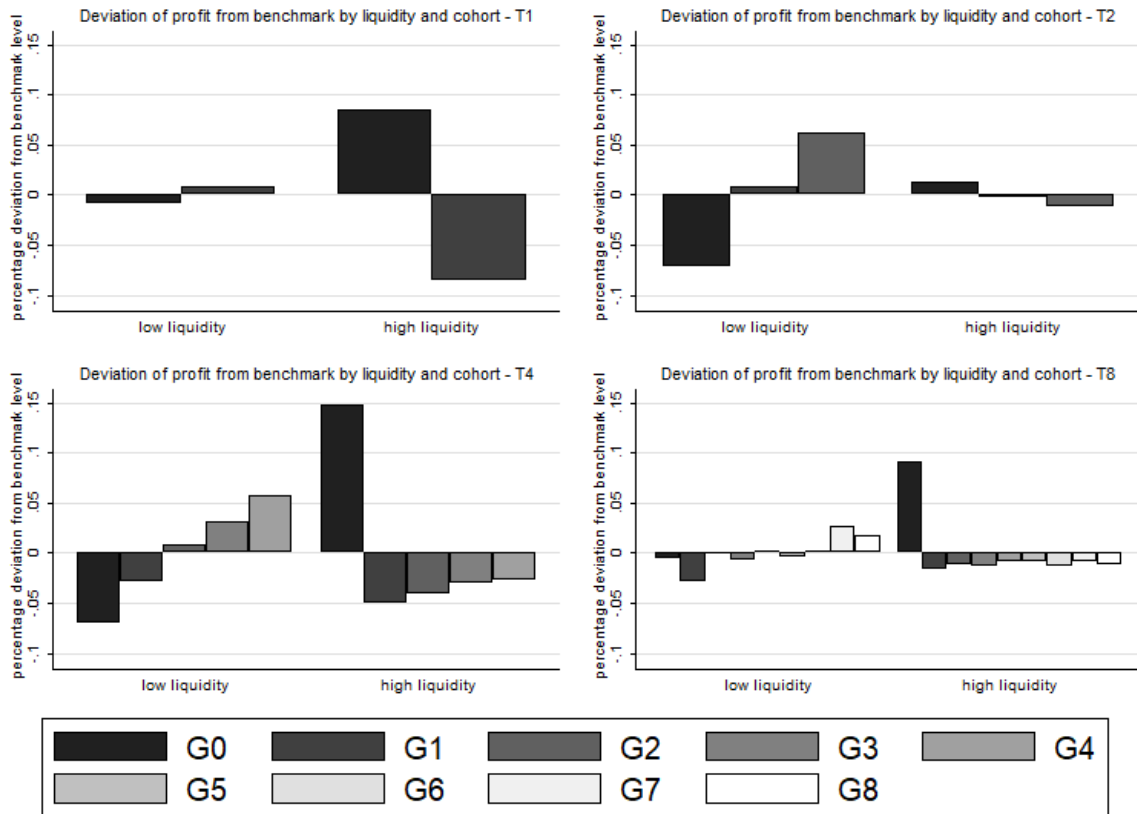 Deviation of profit from benchmark by liquidity and cohort - T1
percentage deviation from benchmark level
.15
.1
.05
0
-.05
-.1
low liquidity
high liquidity
Deviation of profit from benchmark by liquidity and cohort - T2
percentage deviation from benchmark level
.15
.1
.05
0
-.05
-.1
low liquidity
high liquidity
Deviation of profit from benchmark by liquidity and cohort - T4
percentage deviation from benchmark level
.15
.1
.05
0
-.05
-.1
low liquidity
high liquidity
Deviation of profit from benchmark by liquidity and cohort - T8
percentage deviation from benchmark level
.15
.1
.05
0
-.05
-.1
low liquidity
high liquidity
G0 G1 G2 G3 G4
G5 G6 G7 G8